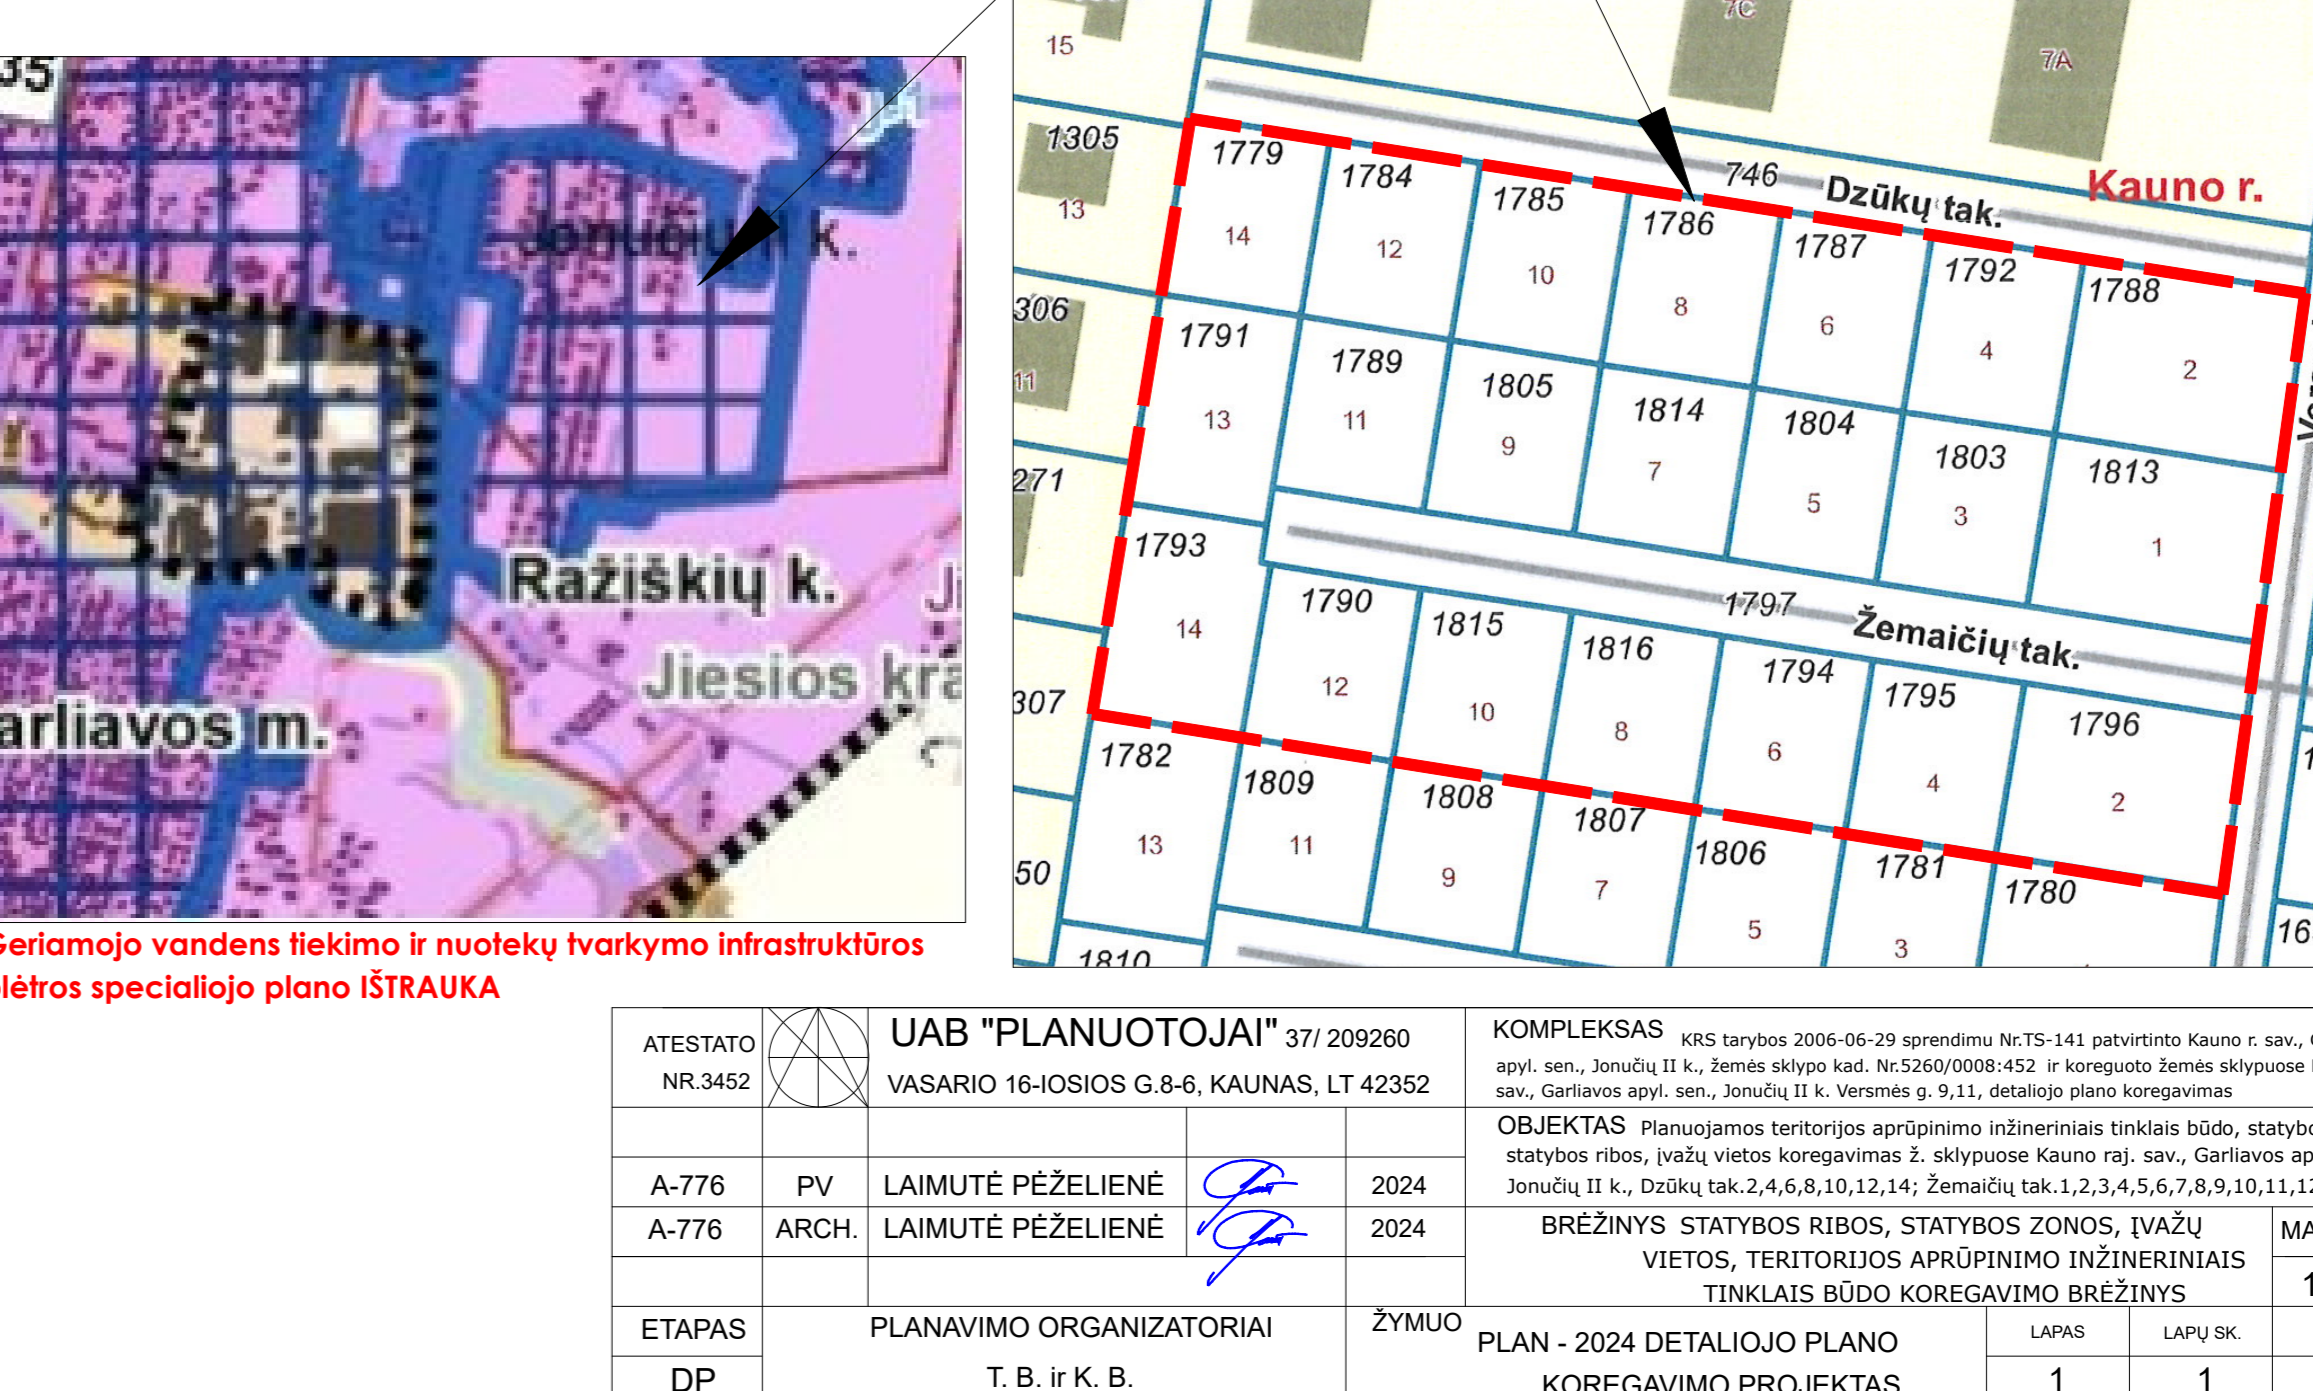 35
Jonučių II k.
Ražiškių k.
Jiesios
arliavos m.
Geriamojo vandens tiekimo ir nuotekų tvarkymo infrastruktūros
plėtros specialiojo plano IŠTRAUKA
7C
7A
15
1305
13
306
11
271
307
50
Kauno r.
746 Dzūkų tak.
1779
14
1784
12
1785
10
1786
8
1787
6
1792
4
1788
2
1791
13
1789
11
1805
9
1814
7
1804
5
1803
3
1813
1
1797 Žemaičių tak.
1793
14
1790
12
1815
10
1816
8
1794
6
1795
4
1796
2
1782
13
1809
11
1808
9
1807
7
1806
5
1781
3
1780
1810
16
ATESTATO
NR.3452
UAB "PLANUOTOJAI" 37/ 209260
VASARIO 16-IOSIOS G.8-6, KAUNAS, LT 42352
KOMPLEKSAS KRS tarybos 2006-06-29 sprendimu Nr.TS-141 patvirtinto Kauno r. sav.,
apyl. sen., Jonučių II k., žemės sklypo kad. Nr.5260/0008:452 ir koreguoto žemės sklypuose
sav., Garliavos apyl. sen., Jonučių II k. Versmės g. 9,11, detaliojo plano koregavimas
OBJEKTAS Planuojamos teritorijos aprūpinimo inžineriniais tinklais būdo, statybo
statybos ribos, įvažų vietos koregavimas ž. sklypuose Kauno raj. sav., Garliavos ap
Jonučių II k., Dzūkų tak.2,4,6,8,10,12,14; Žemaičių tak.1,2,3,4,5,6,7,8,9,10,11,12
A-776 PV LAIMUTĖ PĖŽELIENĖ 2024
A-776 ARCH. LAIMUTĖ PĖŽELIENĖ 2024
BRĖŽINYS STATYBOS RIBOS, STATYBOS ZONOS, ĮVAŽŲ
VIETOS, TERITORIJOS APRŪPINIMO INŽINERINIAIS
TINKLAIS BŪDO KOREGAVIMO BRĖŽINYS
MA
1
ETAPAS
DP
PLANAVIMO ORGANIZATORIAI
T. B. ir K. B.
ŽYMUO
PLAN - 2024 DETALIOJO PLANO
KOREGAVIMO PROJEKTAS
LAPAS
1
LAPŲ SK.
1